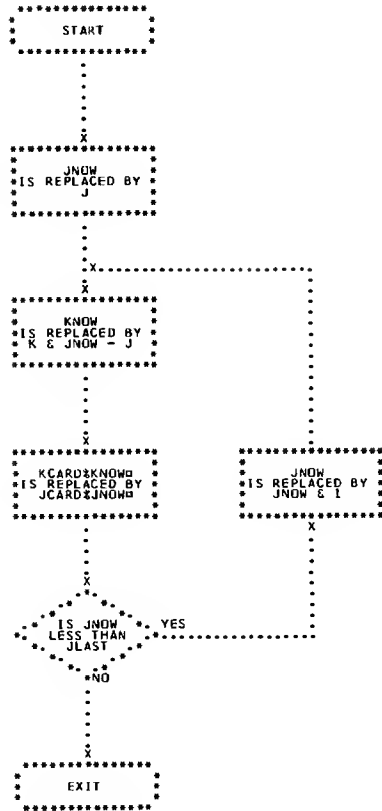 START
JNOW
IS REPLACED BY
J
KNOW
IS REPLACED BY
K & JNOW - J
KCARD%KNOW¤
IS REPLACED BY
JCARD%JNOW¤
JNOW
IS REPLACED BY
JNOW & 1
IS JNOW
LESS THAN
JLAST
YES
NO
EXIT